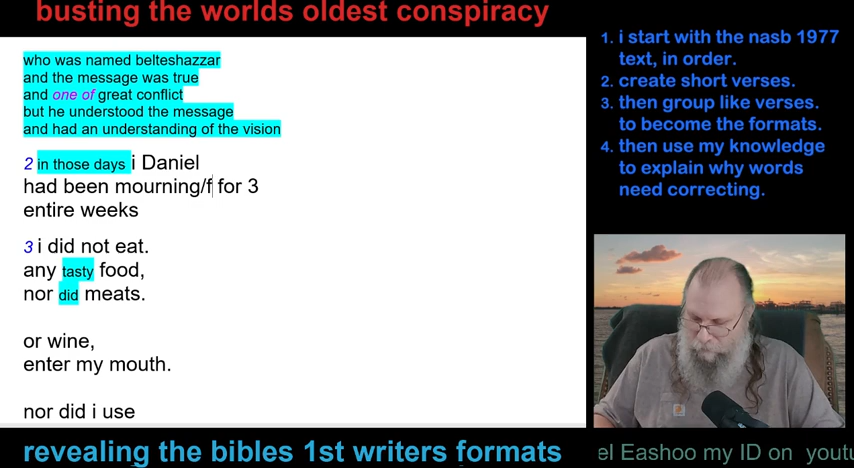 busting the worlds oldest conspiracy
who was named belteshazzar
and the message was true
and one of great conflict
but he understood the message
and had an understanding of the vision
2 in those days i Daniel
had been mourning/f for 3
entire weeks
3 i did not eat.
any tasty food,
nor did meats.
or wine,
enter my mouth.
nor did i use
1. i start with the nasb 1977
text, in order.
2. create short verses.
3. then group like verses.
to become the formats.
4. then use my knowledge
to explain why words
need correcting.
revealing the bibles 1st writers formats
el Eashoo my ID on youtu